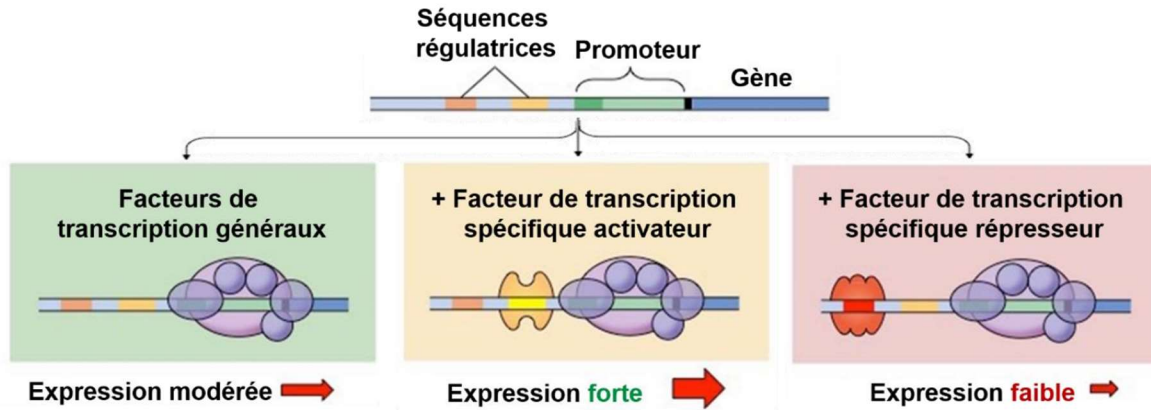 Séquences
régulatrices
Promoteur
Gène
Facteurs de
transcription généraux
+ Facteur de transcription
spécifique activateur
+ Facteur de transcription
spécifique répresseur
Expression modérée
Expression forte
Expression faible